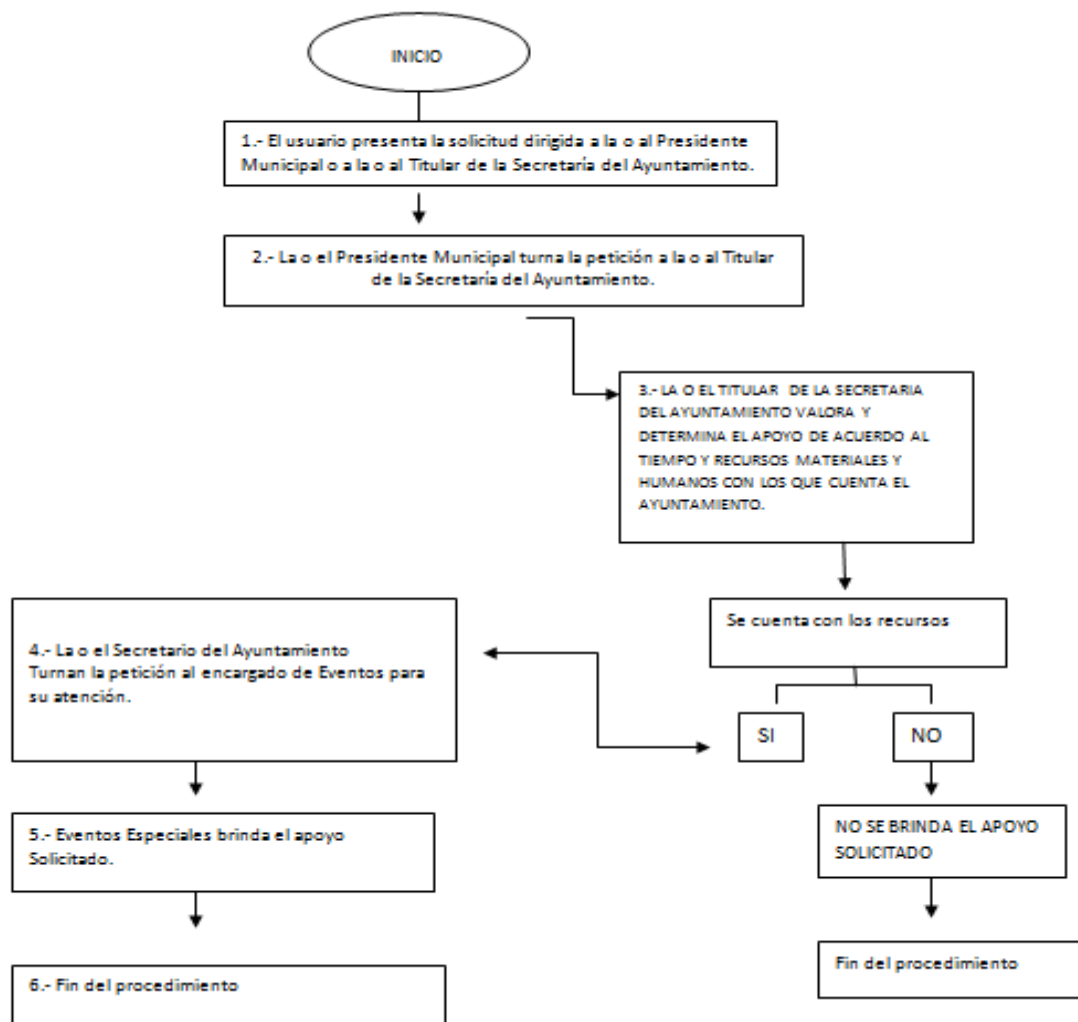 INICIO
1.- El usuario presenta la solicitud dirigida a la o al Presidente
Municipal o a la o al Titular de la Secretaría del Ayuntamiento.
2.- La o el Presidente Municipal turna la petición a la o al Titular
de la Secretaría del Ayuntamiento.
3.- LA O EL TITULAR DE LA SECRETARIA
DEL AYUNTAMIENTO VALORA Y
DETERMINA EL APOYO DE ACUERDO AL
TIEMPO Y RECURSOS MATERIALES Y
HUMANOS CON LOS QUE CUENTA EL
AYUNTAMIENTO.
Se cuenta con los recursos
SI
NO
4.- La o el Secretario del Ayuntamiento
Turnan la petición al encargado de Eventos para
su atención.
5.- Eventos Especiales brinda el apoyo
Solicitado.
6.- Fin del procedimiento
NO SE BRINDA EL APOYO
SOLICITADO
Fin del procedimiento